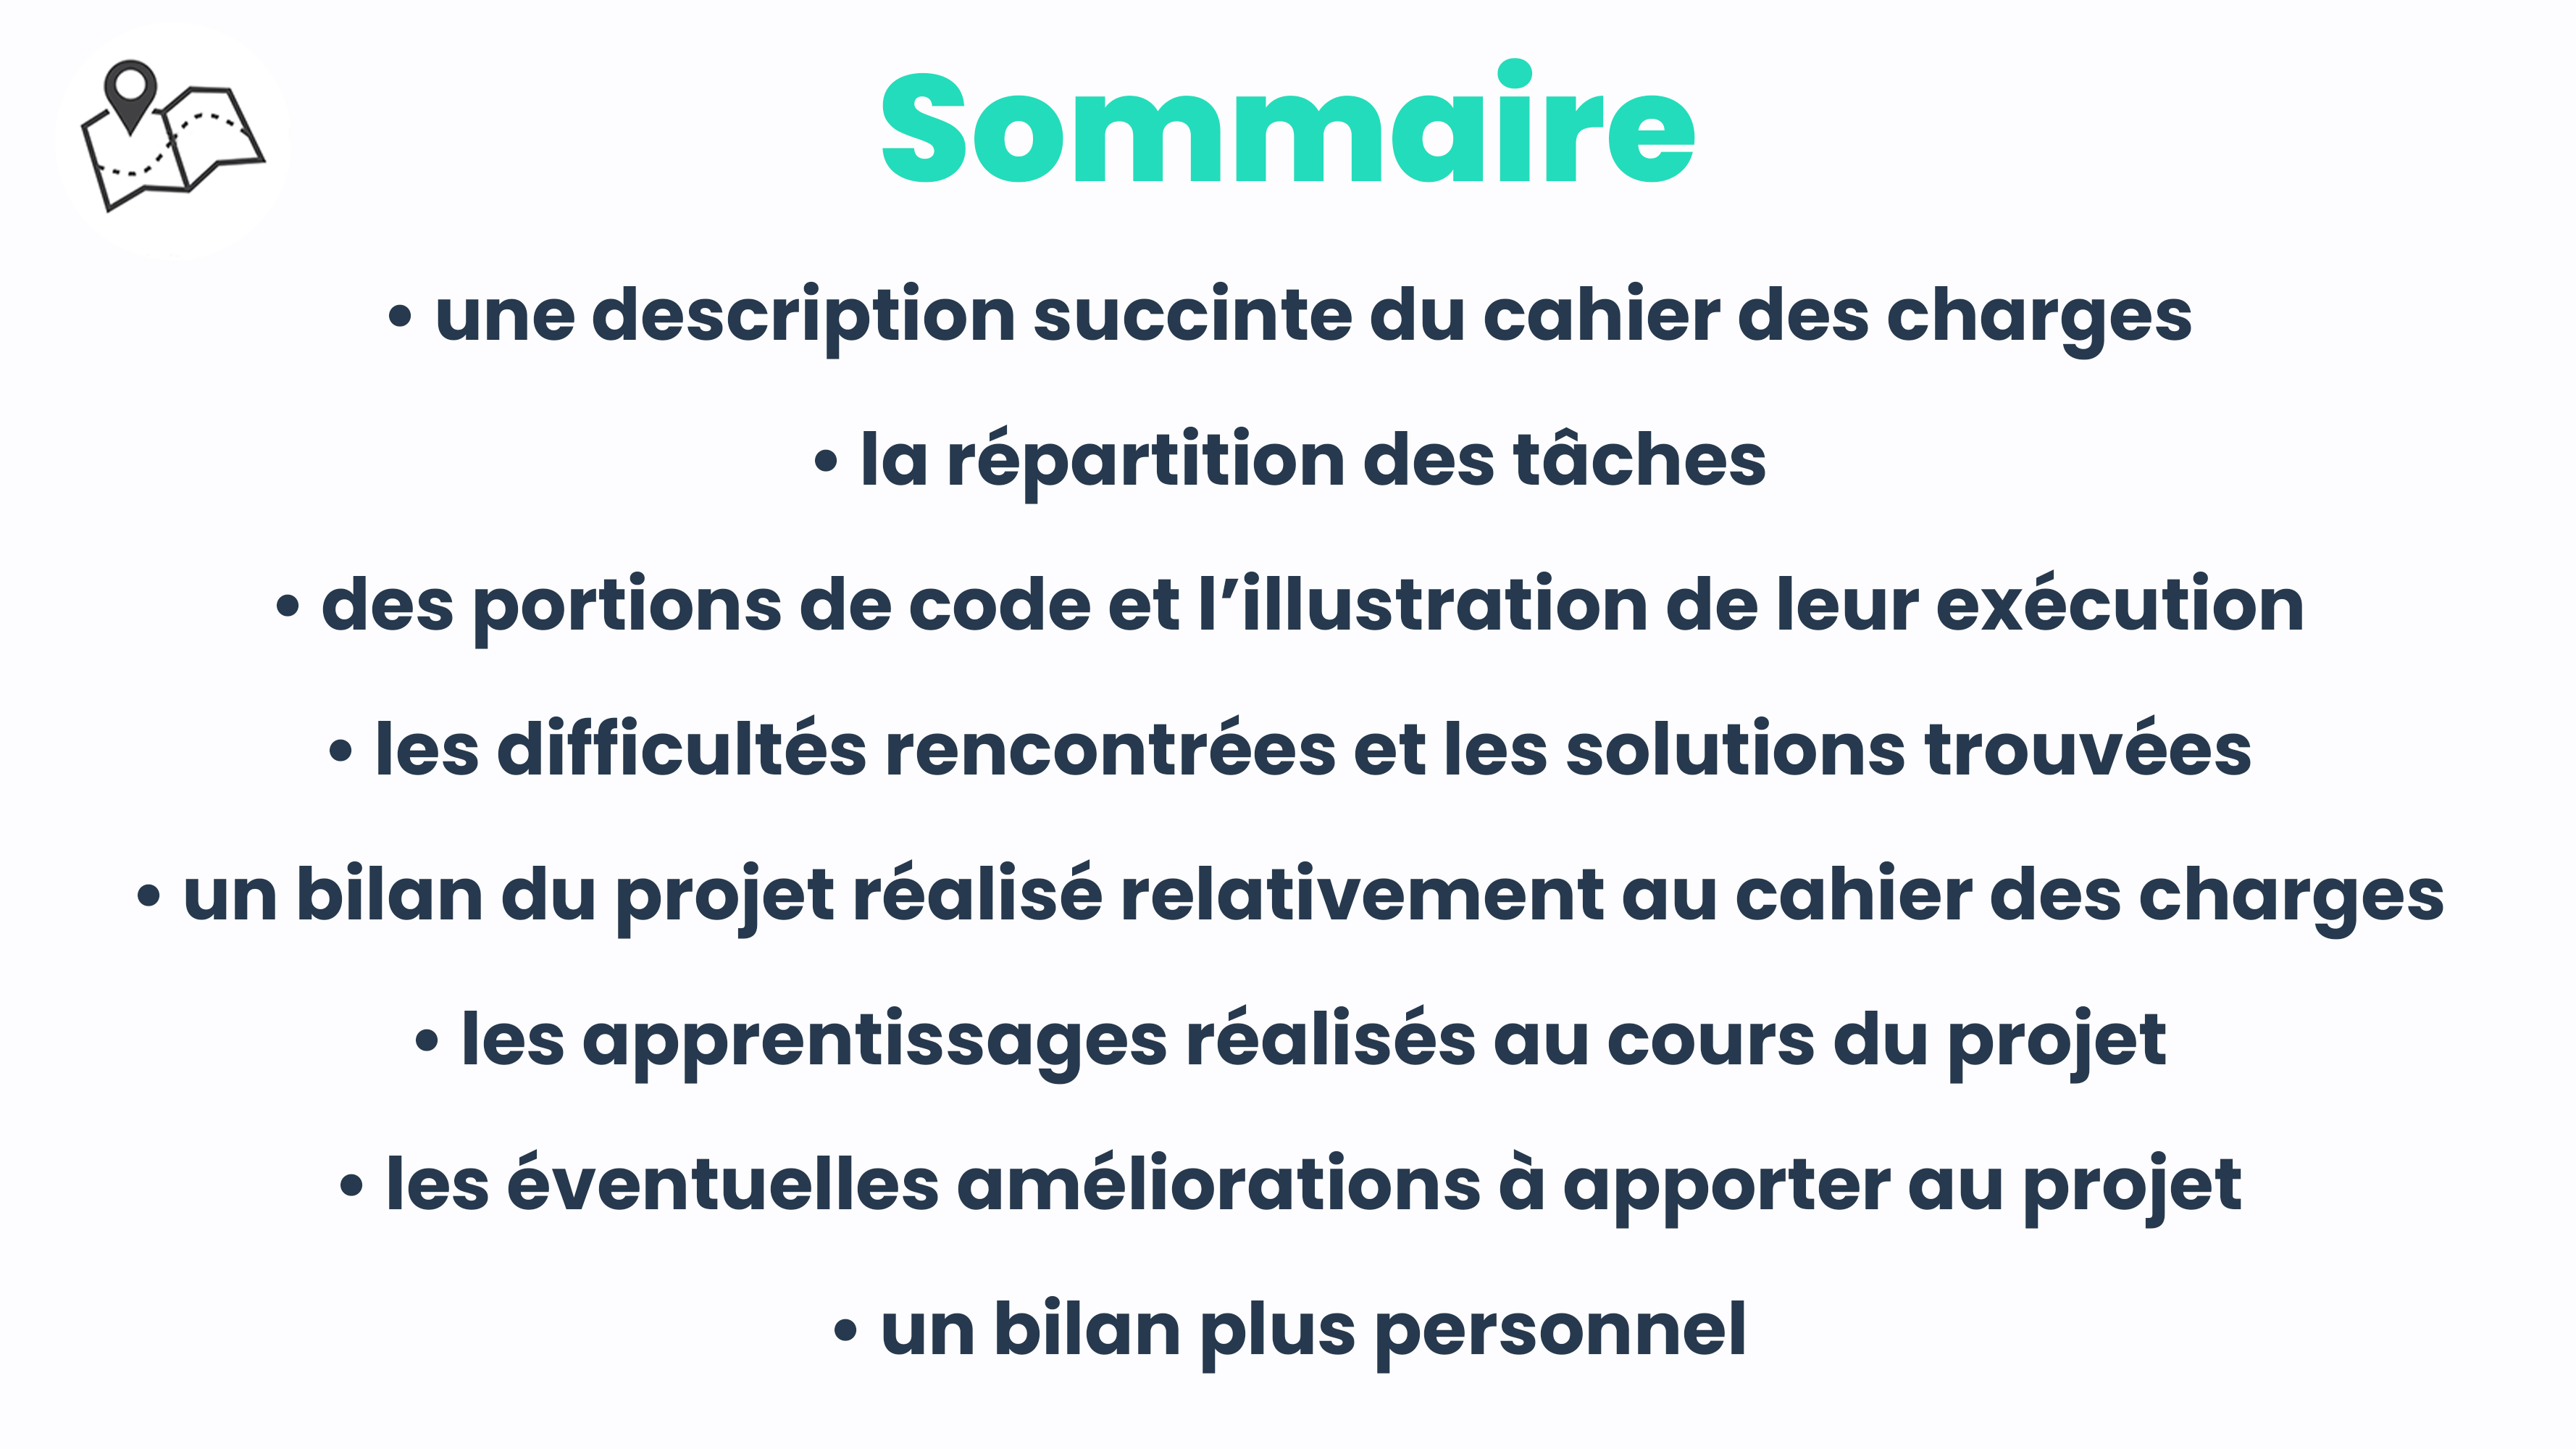 Sommaire
• une description succinte du cahier des charges
• la répartition des tâches
• des portions de code et l’illustration de leur exécution
• les difficultés rencontrées et les solutions trouvées
• un bilan du projet réalisé relativement au cahier des charges
• les apprentissages réalisés au cours du projet
• les éventuelles améliorations à apporter au projet
• un bilan plus personnel